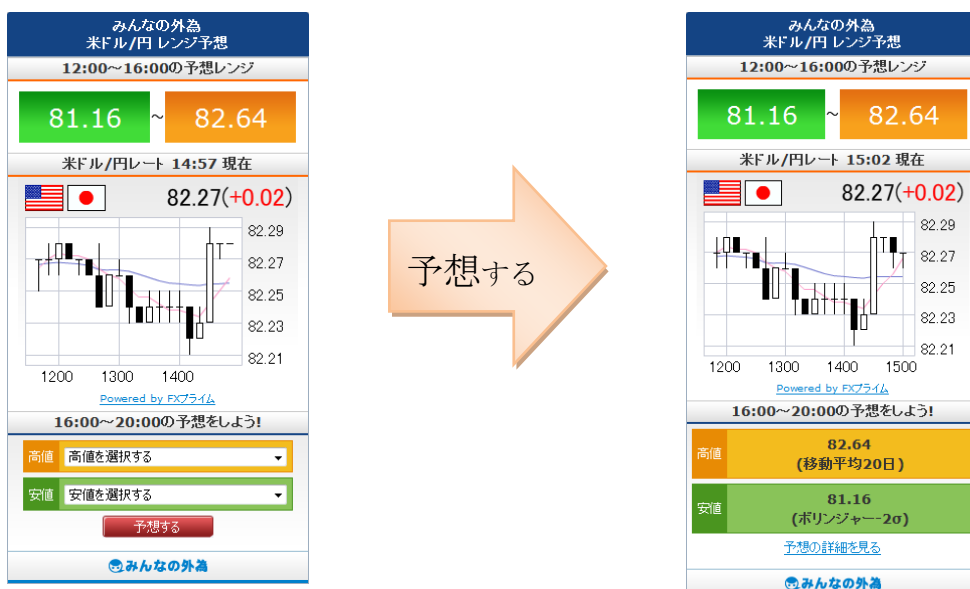 みんなの外為
米ドル/円 レンジ予想
12:00～16:00の予想レンジ
81.16 ～ 82.64
米ドル/円レート 14:57 現在
82.27(+0.02)
82.29
82.27
82.25
82.23
82.21
1200 1300 1400
Powered by FXプライム
16:00～20:00の予想をしよう!
高値 高値を選択する
安値 安値を選択する
予想する
みんなの外為
予想する
みんなの外為
米ドル/円 レンジ予想
12:00～16:00の予想レンジ
81.16 ～ 82.64
米ドル/円レート 15:02 現在
82.27(+0.02)
82.29
82.27
82.25
82.23
82.21
1200 1300 1400 1500
Powered by FXプライム
16:00～20:00の予想をしよう!
高値 82.64
(移動平均20日)
安値 81.16
(ボリンジャー-2σ)
予想の詳細を見る
みんなの外為